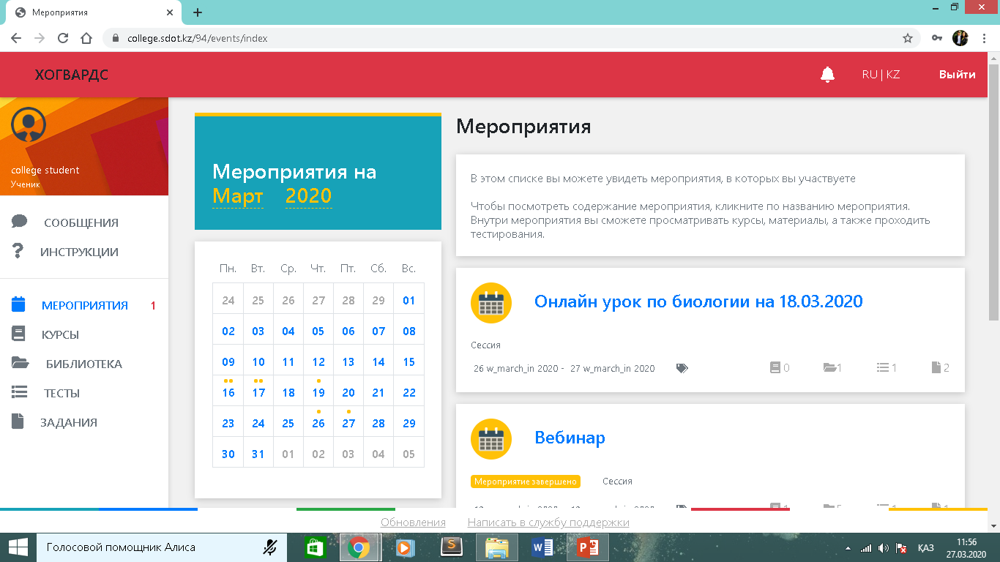 Мероприятия
college.sdot.kz/94/events/index
ХОГВАРДС
RU | KZ
Выйти
college student
Ученик
СООБЩЕНИЯ
ИНСТРУКЦИИ
МЕРОПРИЯТИЯ 1
КУРСЫ
БИБЛИОТЕКА
ТЕСТЫ
ЗАДАНИЯ
Мероприятия на
Март 2020
Пн. Вт. Ср. Чт. Пт. Сб. Вс.
24 25 26 27 28 29 01
02 03 04 05 06 07 08
09 10 11 12 13 14 15
16 17 18 19 20 21 22
23 24 25 26 27 28 29
30 31 01 02 03 04 05
Мероприятия
В этом списке вы можете увидеть мероприятия, в которых вы участвуете
Чтобы посмотреть содержание мероприятия, кликните по названию мероприятия.
Внутри мероприятия вы сможете просматривать курсы, материалы, а также проходить
тестирования.
Онлайн урок по биологии на 18.03.2020
Сессия
26 w_march_in 2020 - 27 w_march_in 2020 0 1 1 2
Вебинар
Мероприятие завершено Сессия
Обновления Написать в службу поддержки
Голосовой помощник Алиса
ҚАЗ
11:56
27.03.2020